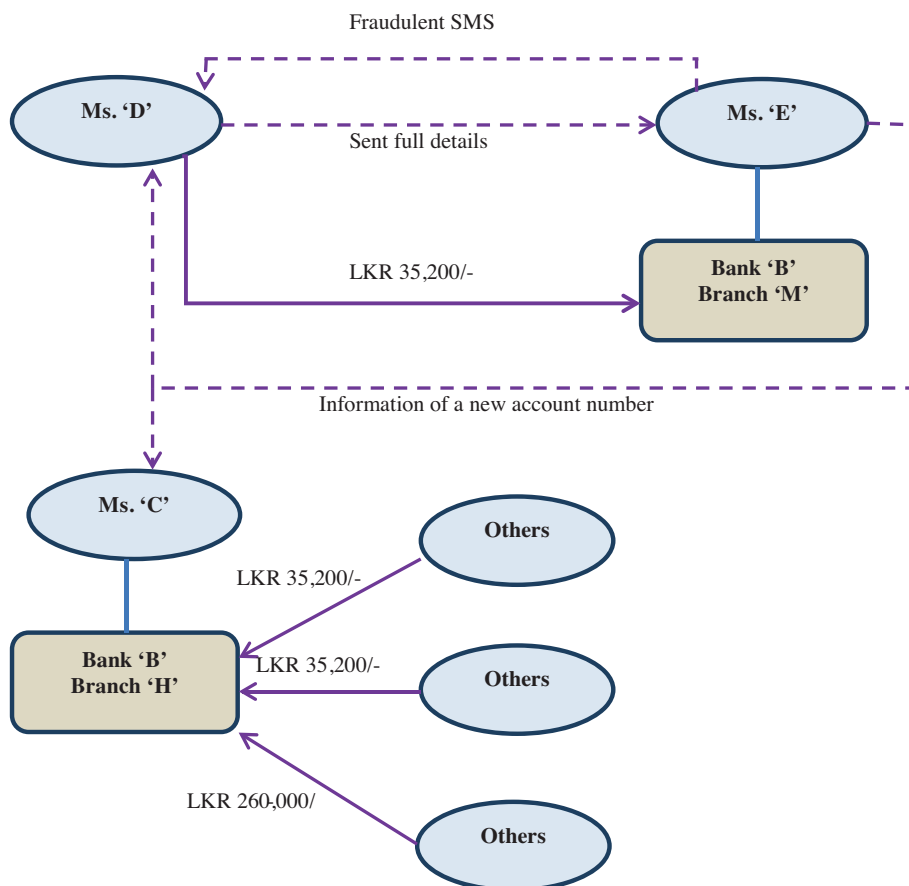 Fraudulent SMS
Ms. ‘D’
Ms. ‘E’
Sent full details
LKR 35,200/-
Bank ‘B’
Branch ‘M’
Information of a new account number
Ms. ‘C’
Others
LKR 35,200/-
Bank ‘B’
Branch ‘H’
LKR 35,200/-
Others
LKR 260,000/
Others